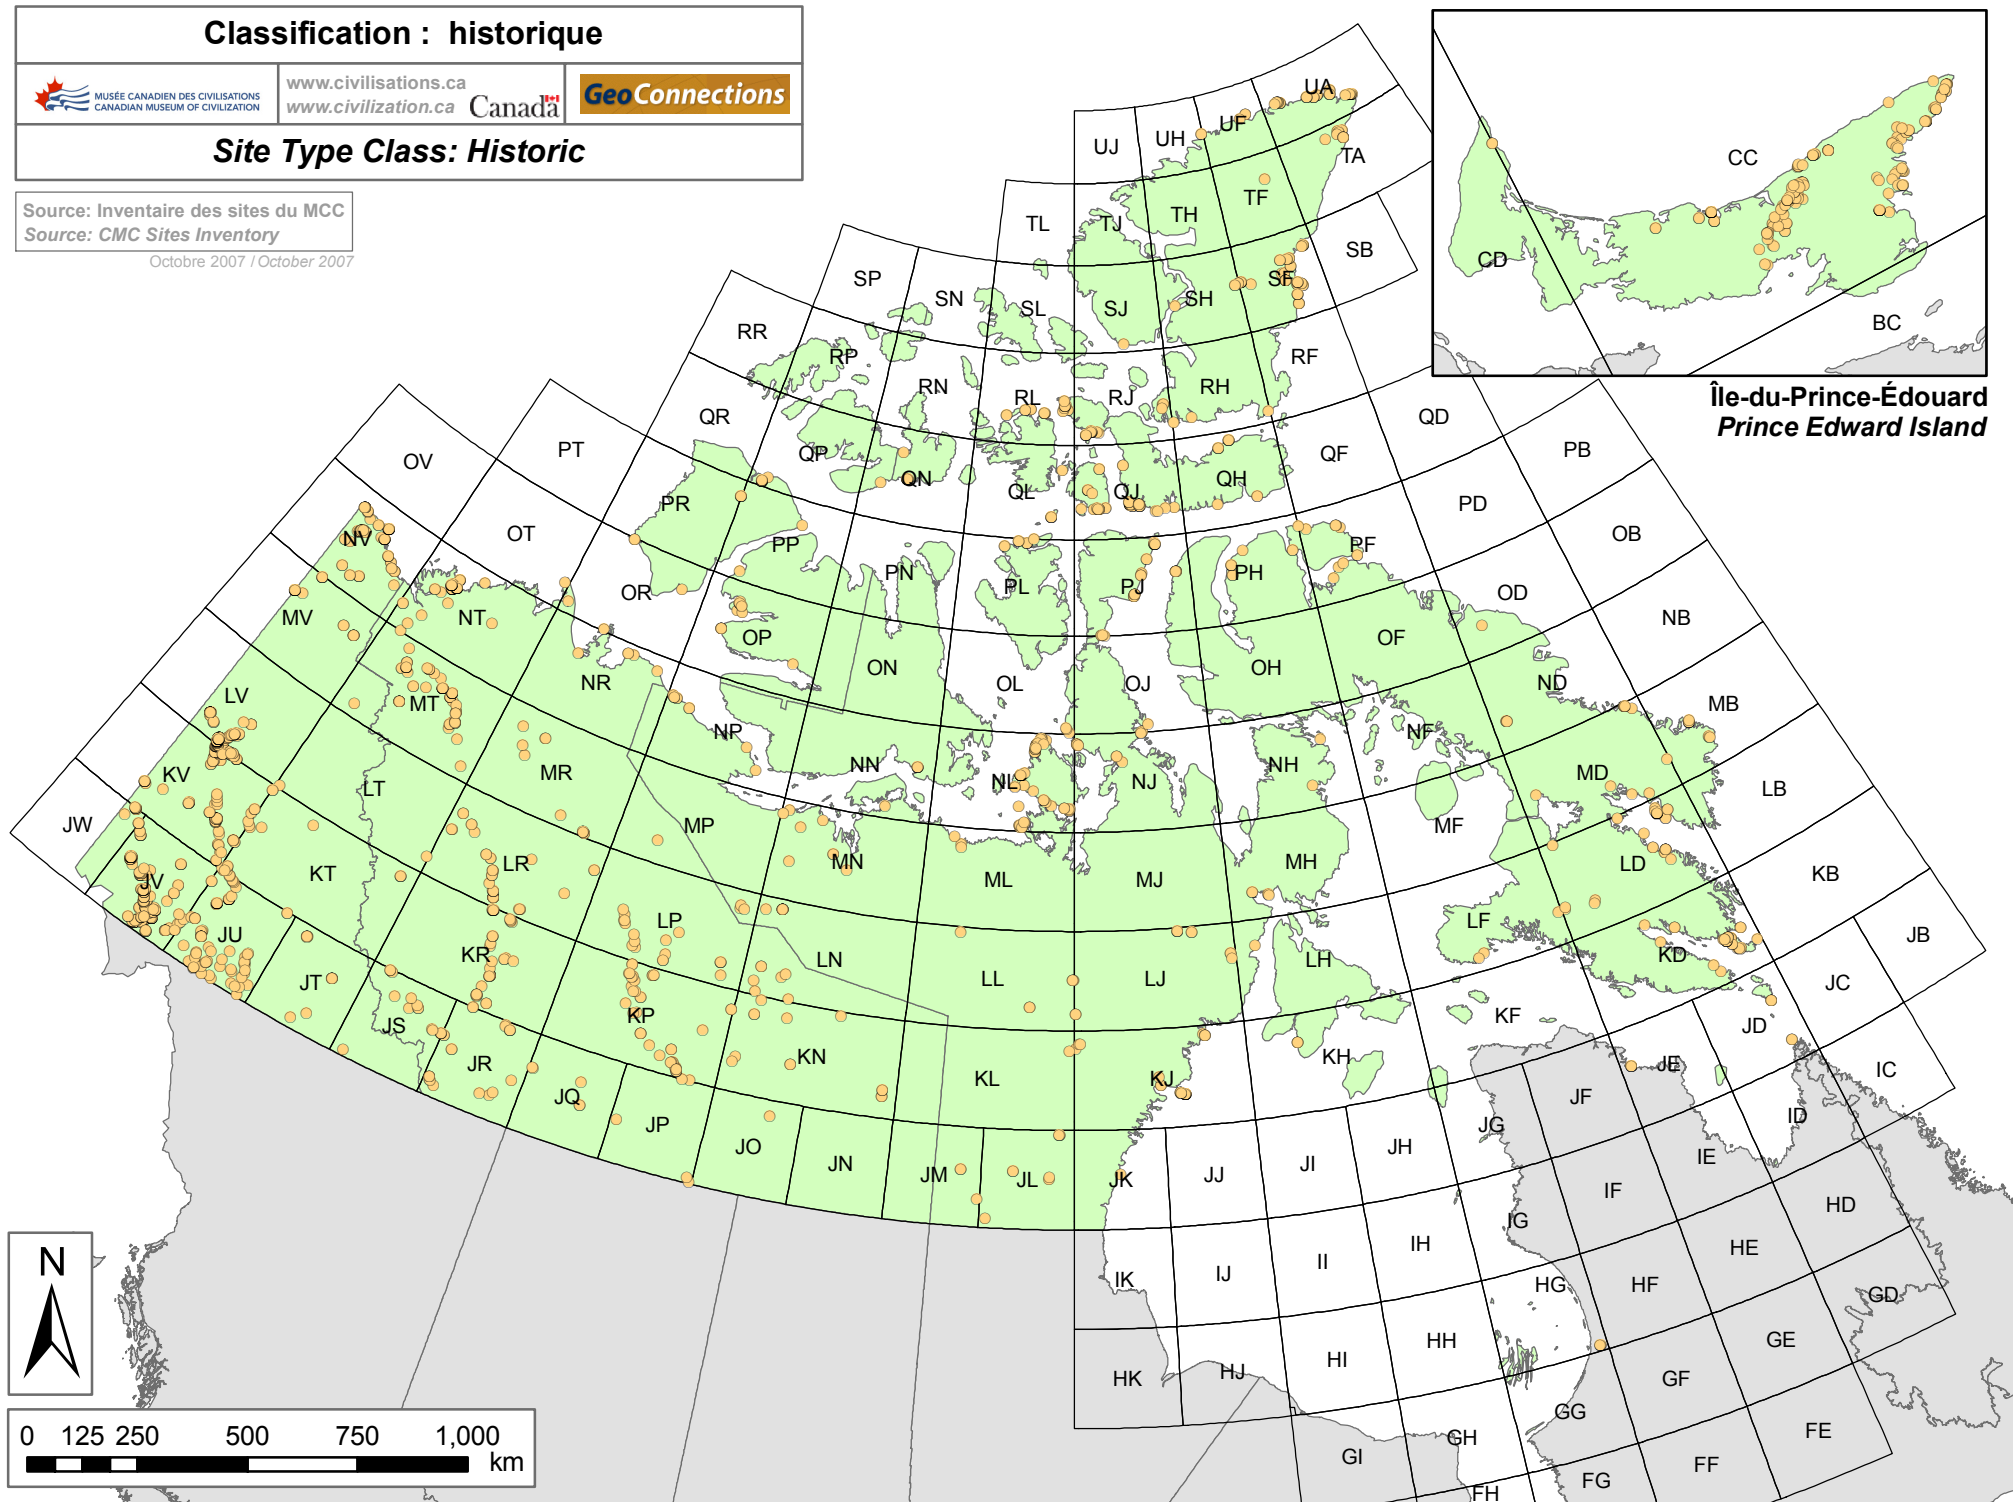 Classification : historique
MUSÉE CANADIEN DES CIVILISATIONS
CANADIAN MUSEUM OF CIVILIZATION
www.civilisations.ca
www.civilization.ca
Canada
GeoConnections
Site Type Class: Historic
Source: Inventaire des sites du MCC
Source: CMC Sites Inventory
Octobre 2007 / October 2007
CC
CD
BC
Île-du-Prince-Édouard
Prince Edward Island
UJ UH UF UA
TL TJ TH TF TA
SP SN SL SJ SH SF SB
RR RP RN RL RJ RH RF
QR QP QN QL QJ QH QF QD
PT PR PP PN PL PJ PH PF PD PB
OV OT OR OP ON OL OJ OH OF OD OB
NV NT NR NP NN NL NJ NH NF ND NB
MV MT MR MP MN ML MJ MH MF MD MB
LV LT LR LP LN LL LJ LH LF LD LB
KV KT KR KP KN KL KJ KH KF KD KB
JW JV JU JT JS JR JQ JP JO JN JM JL JK JJ JI JH JG JF JE JD JC JB
IK IJ II IH IG IF IE ID IC
HK HJ HI HH HG HF HE HD
GI GH GG GF GE GD
FH FG FF FE
N
0 125 250 500 750 1,000
km